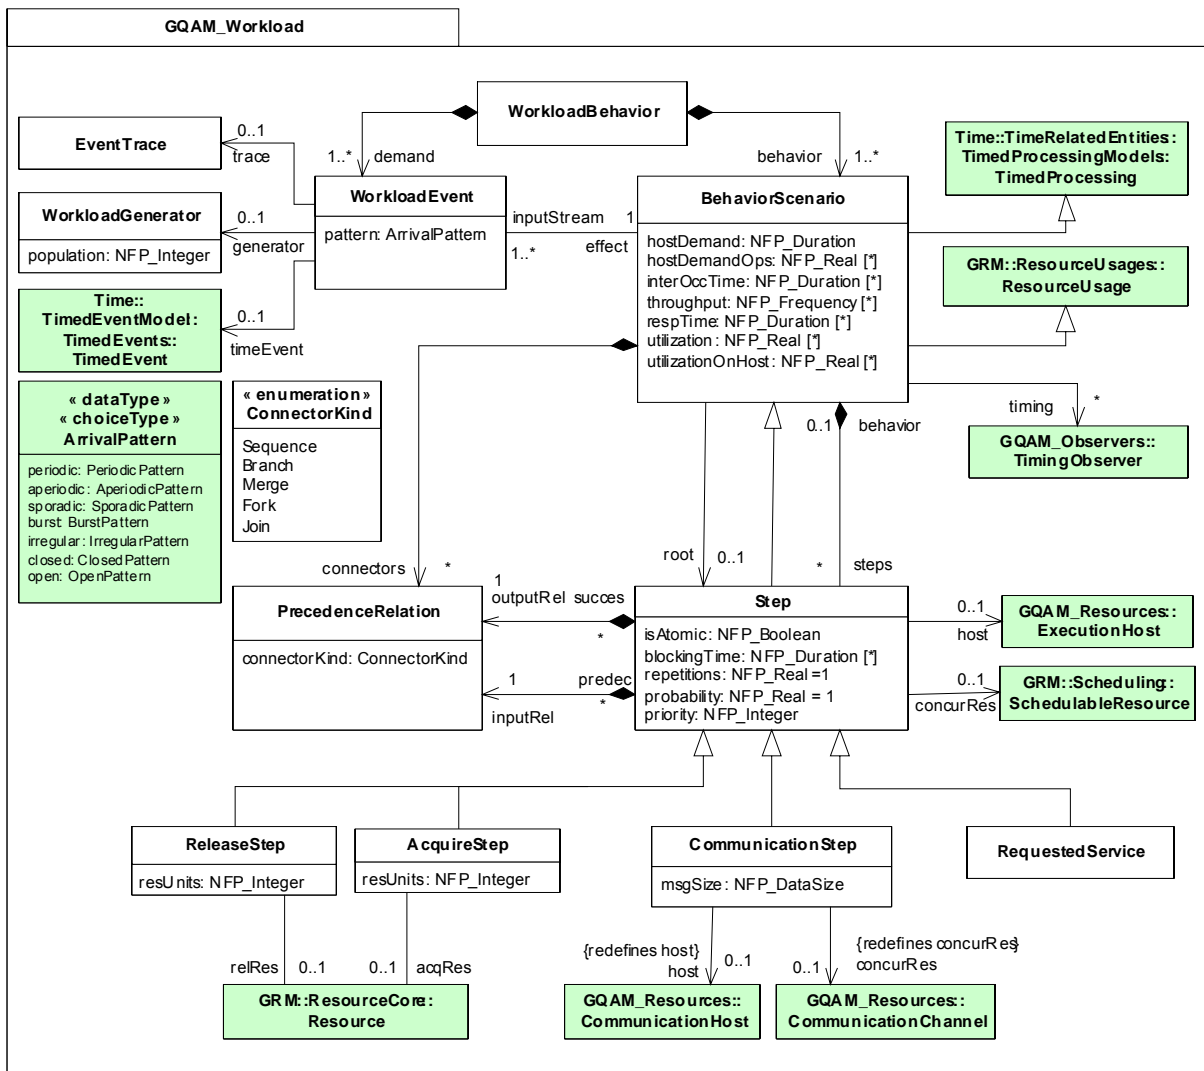 GQAM_Workload
WorkloadBehavior
EventTrace
0..1
trace
1..*
demand
behavior
1..*
Time::TimeRelatedEntities:
TimedProcessingModels:
TimedProcessing
WorkloadGenerator
population: NFP_Integer
0..1
generator
WorkloadEvent
pattern: ArrivalPattern
inputStream
1
1..*
effect
BehaviorScenario
hostDemand: NFP_Duration
hostDemandOps: NFP_Real [*]
interOccTime: NFP_Duration [*]
throughput: NFP_Frequency [*]
respTime: NFP_Duration [*]
utilization: NFP_Real [*]
utilizationOnHost: NFP_Real [*]
GRM::ResourceUsages::
ResourceUsage
Time::
TimedEventModel:
TimedEvents::
TimedEvent
0..1
timeEvent
« dataType »
« choiceType »
ArrivalPattern
periodic: PeriodicPattern
aperiodic: AperiodicPattern
sporadic: SporadicPattern
burst: BurstPattern
irregular: IrregularPattern
closed: ClosedPattern
open: OpenPattern
« enumeration »
ConnectorKind
Sequence
Branch
Merge
Fork
Join
0..1
behavior
timing
*
GQAM_Observers::
TimingObserver
connectors
*
root
0..1
*
steps
PrecedenceRelation
connectorKind: ConnectorKind
1
outputRel
succes
*
1
predec
*
inputRel
Step
isAtomic: NFP_Boolean
blockingTime: NFP_Duration [*]
repetitions: NFP_Real =1
probability: NFP_Real = 1
priority: NFP_Integer
0..1
host
GQAM_Resources::
ExecutionHost
0..1
concurRes
GRM::Scheduling:
SchedulableResource
ReleaseStep
resUnits: NFP_Integer
AcquireStep
resUnits: NFP_Integer
CommunicationStep
msgSize: NFP_DataSize
RequestedService
relRes
0..1
0..1
acqRes
{redefines host}
host
0..1
{redefines concurRes}
0..1
concurRes
GRM::ResourceCore:
Resource
GQAM_Resources::
CommunicationHost
GQAM_Resources::
CommunicationChannel